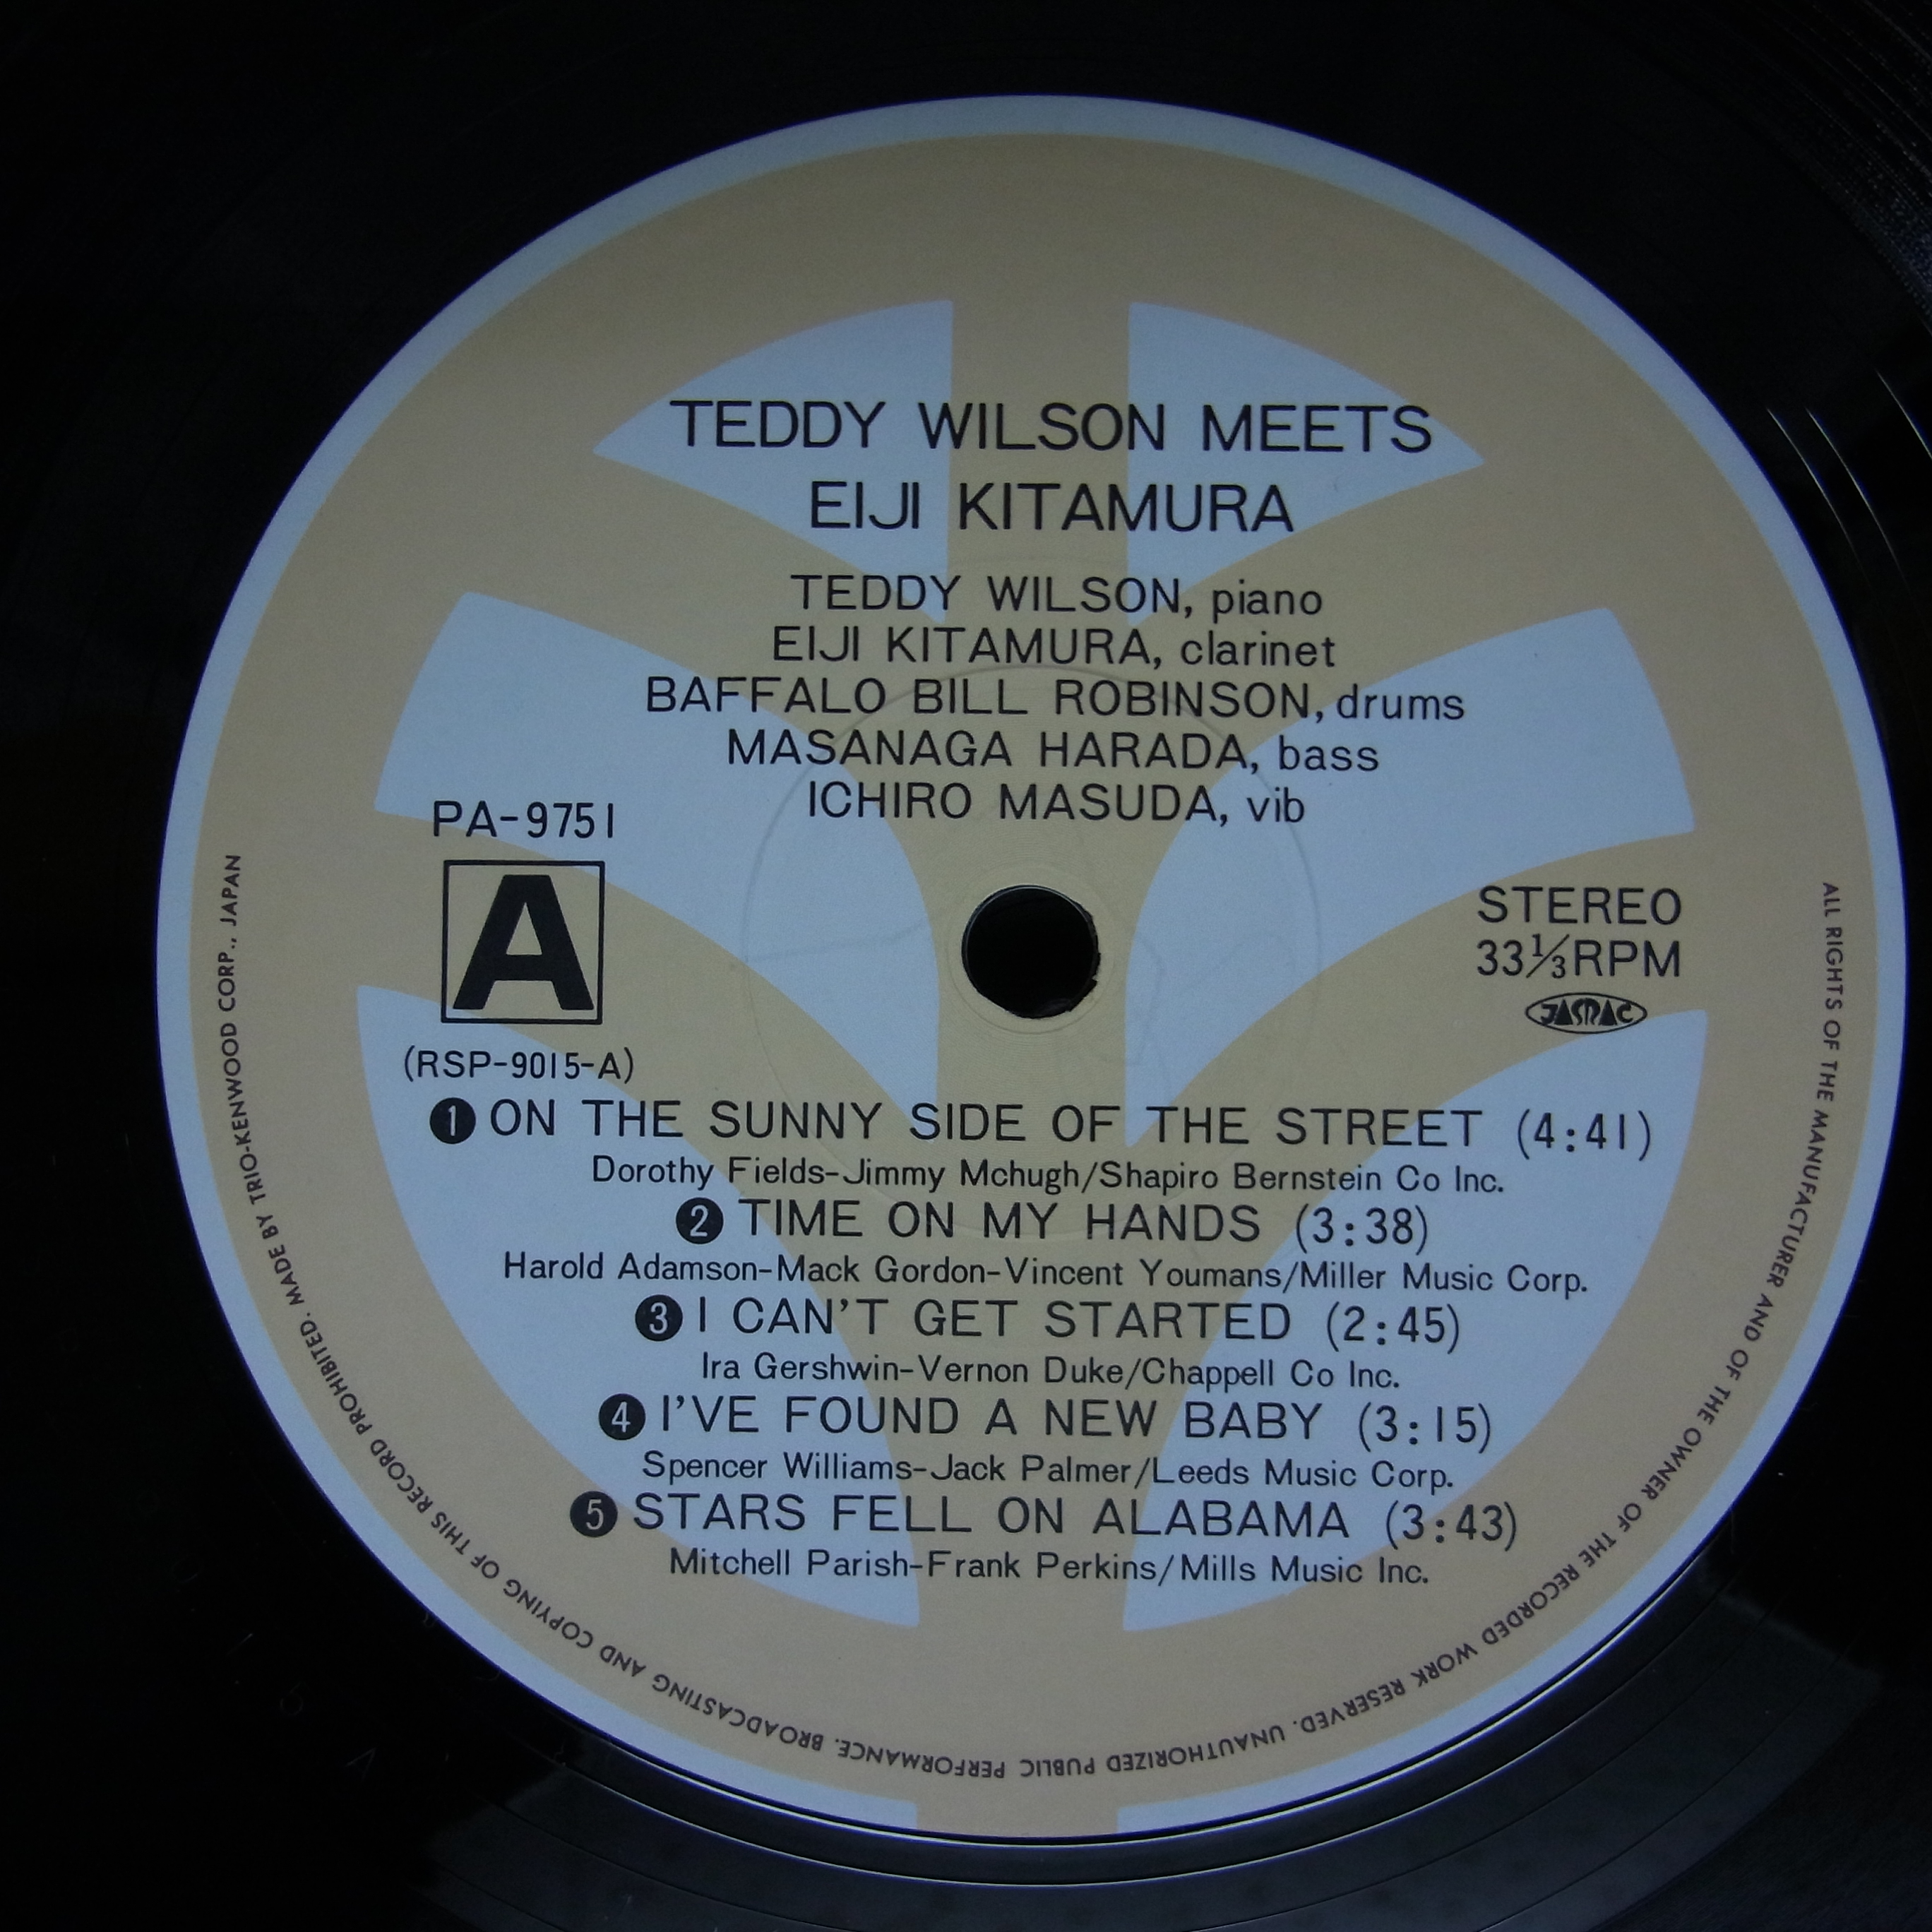 TEDDY WILSON MEETS
EIJI KITAMURA
TEDDY WILSON, piano
EIJI KITAMURA, clarinet
BAFFALO BILL ROBINSON, drums
MASANAGA HARADA, bass
ICHIRO MASUDA, vib
PA-9751
A
(RSP-9015-A)
STEREO
33⅓RPM
JASRAC
1 ON THE SUNNY SIDE OF THE STREET (4:41)
Dorothy Fields-Jimmy Mchugh/Shapiro Bernstein Co Inc.
2 TIME ON MY HANDS (3:38)
Harold Adamson-Mack Gordon-Vincent Youmans/Miller Music Corp.
3 I CAN'T GET STARTED (2:45)
Ira Gershwin-Vernon Duke/Chappell Co Inc.
4 I'VE FOUND A NEW BABY (3:15)
Spencer Williams-Jack Palmer/Leeds Music Corp.
5 STARS FELL ON ALABAMA (3:43)
Mitchell Parish-Frank Perkins/Mills Music Inc.
ALL RIGHTS OF THE MANUFACTURER AND OF THE OWNER OF THE RECORDED WORK RESERVED. UNAUTHORIZED PUBLIC PERFORMANCE. BROADCASTING AND COPYING OF THIS RECORD PROHIBITED. MADE BY TRIO-KENWOOD CORP., JAPAN